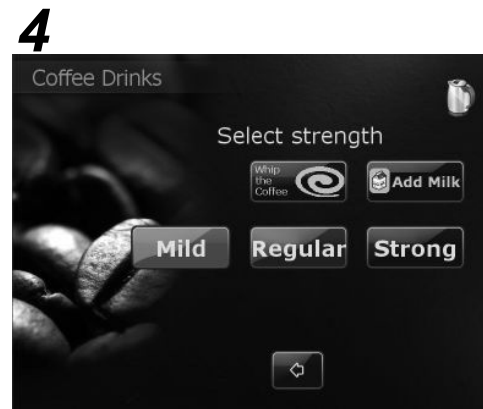 4
Coffee Drinks
Select strength
Whip
the
Coffee
Add Milk
Mild Regular Strong